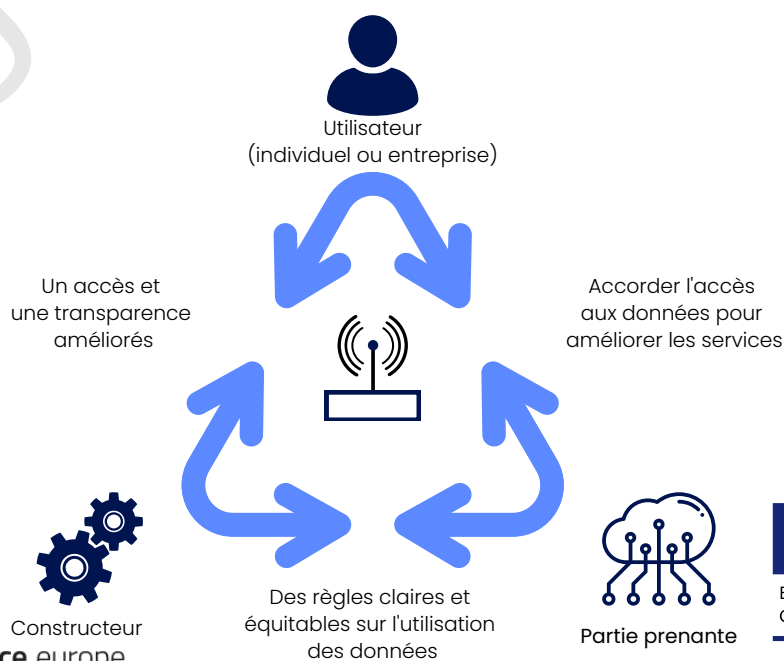 Utilisateur
(individuel ou entreprise)
Un accès et
une transparence
améliorés
Accorder l'accès
aux données pour
améliorer les services
Des règles claires et
équitables sur l'utilisation
des données
Constructeur
Partie prenante
europe